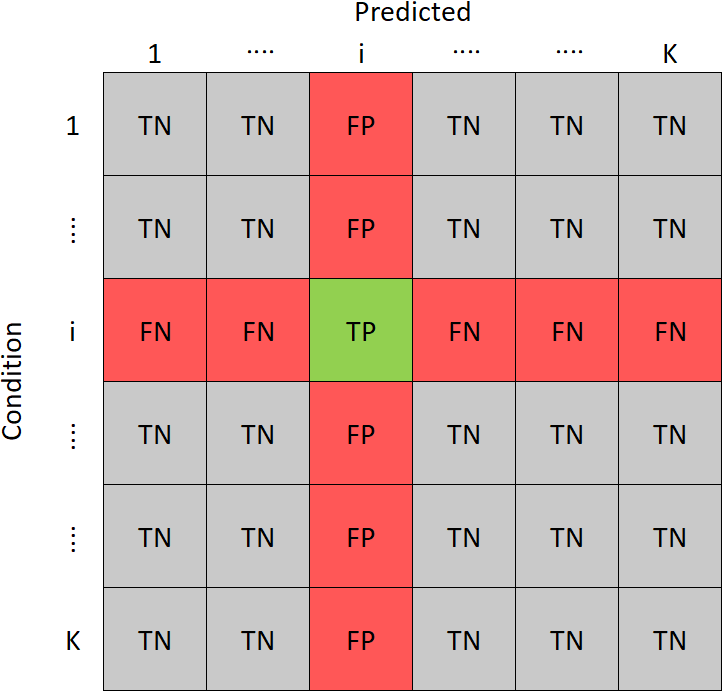 Predicted
1 .... i .... .... K
1 TN TN FP TN TN TN
.... TN TN FP TN TN TN
i FN FN TP FN FN FN
.... TN TN FP TN TN TN
.... TN TN FP TN TN TN
K TN TN FP TN TN TN
Condition